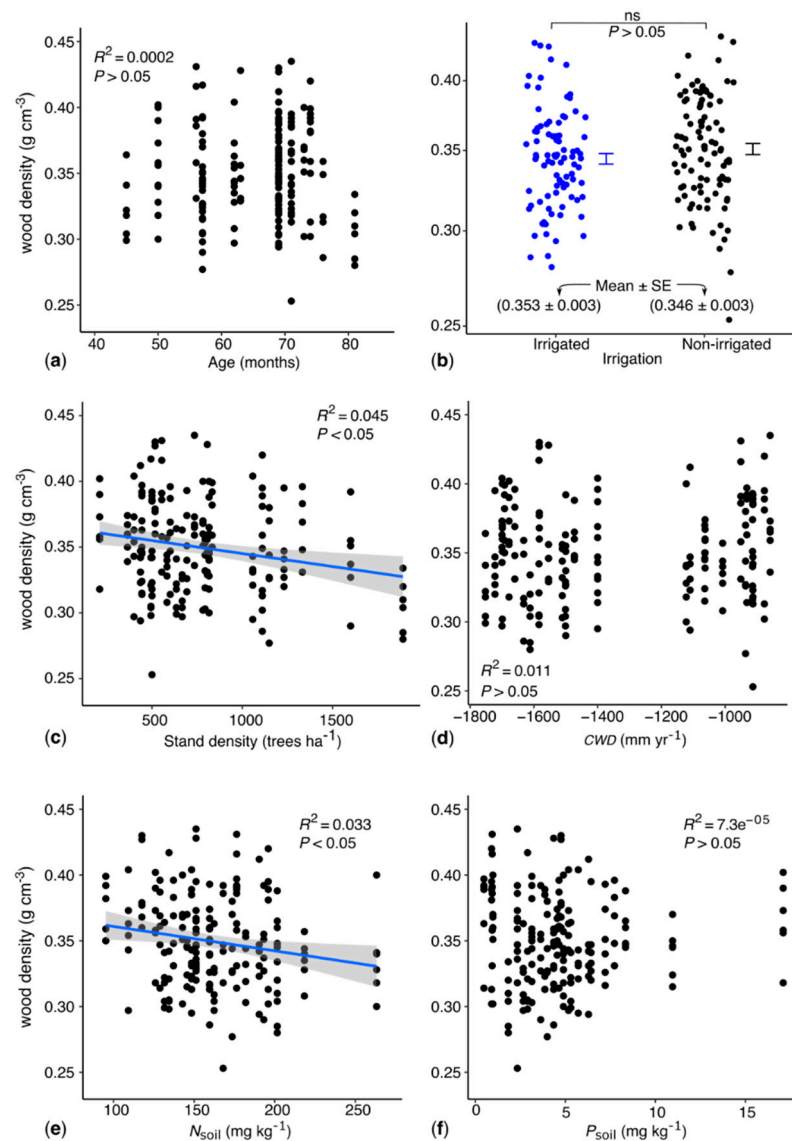 0.45
R² = 0.0002
P > 0.05
0.40
0.35
0.30
0.25
wood density (g cm⁻³)
40 50 60 70 80
(a) Age (months)
ns
P > 0.05
0.40
0.35
0.30
0.25
Mean ± SE
(0.353 ± 0.003) (0.346 ± 0.003)
Irrigated Non-irrigated
(b) Irrigation
0.45
R² = 0.045
P < 0.05
0.40
0.35
0.30
0.25
wood density (g cm⁻³)
500 1000 1500
(c) Stand density (trees ha⁻¹)
0.45
0.40
0.35
0.30
0.25
R² = 0.011
P > 0.05
−1800 −1600 −1400 −1200 −1000
(d) CWD (mm yr⁻¹)
0.45
R² = 0.033
P < 0.05
0.40
0.35
0.30
0.25
wood density (g cm⁻³)
100 150 200 250
(e) Nsoil (mg kg⁻¹)
0.45
R² = 7.3e⁻⁰⁵
P > 0.05
0.40
0.35
0.30
0.25
0 5 10 15
(f) Psoil (mg kg⁻¹)